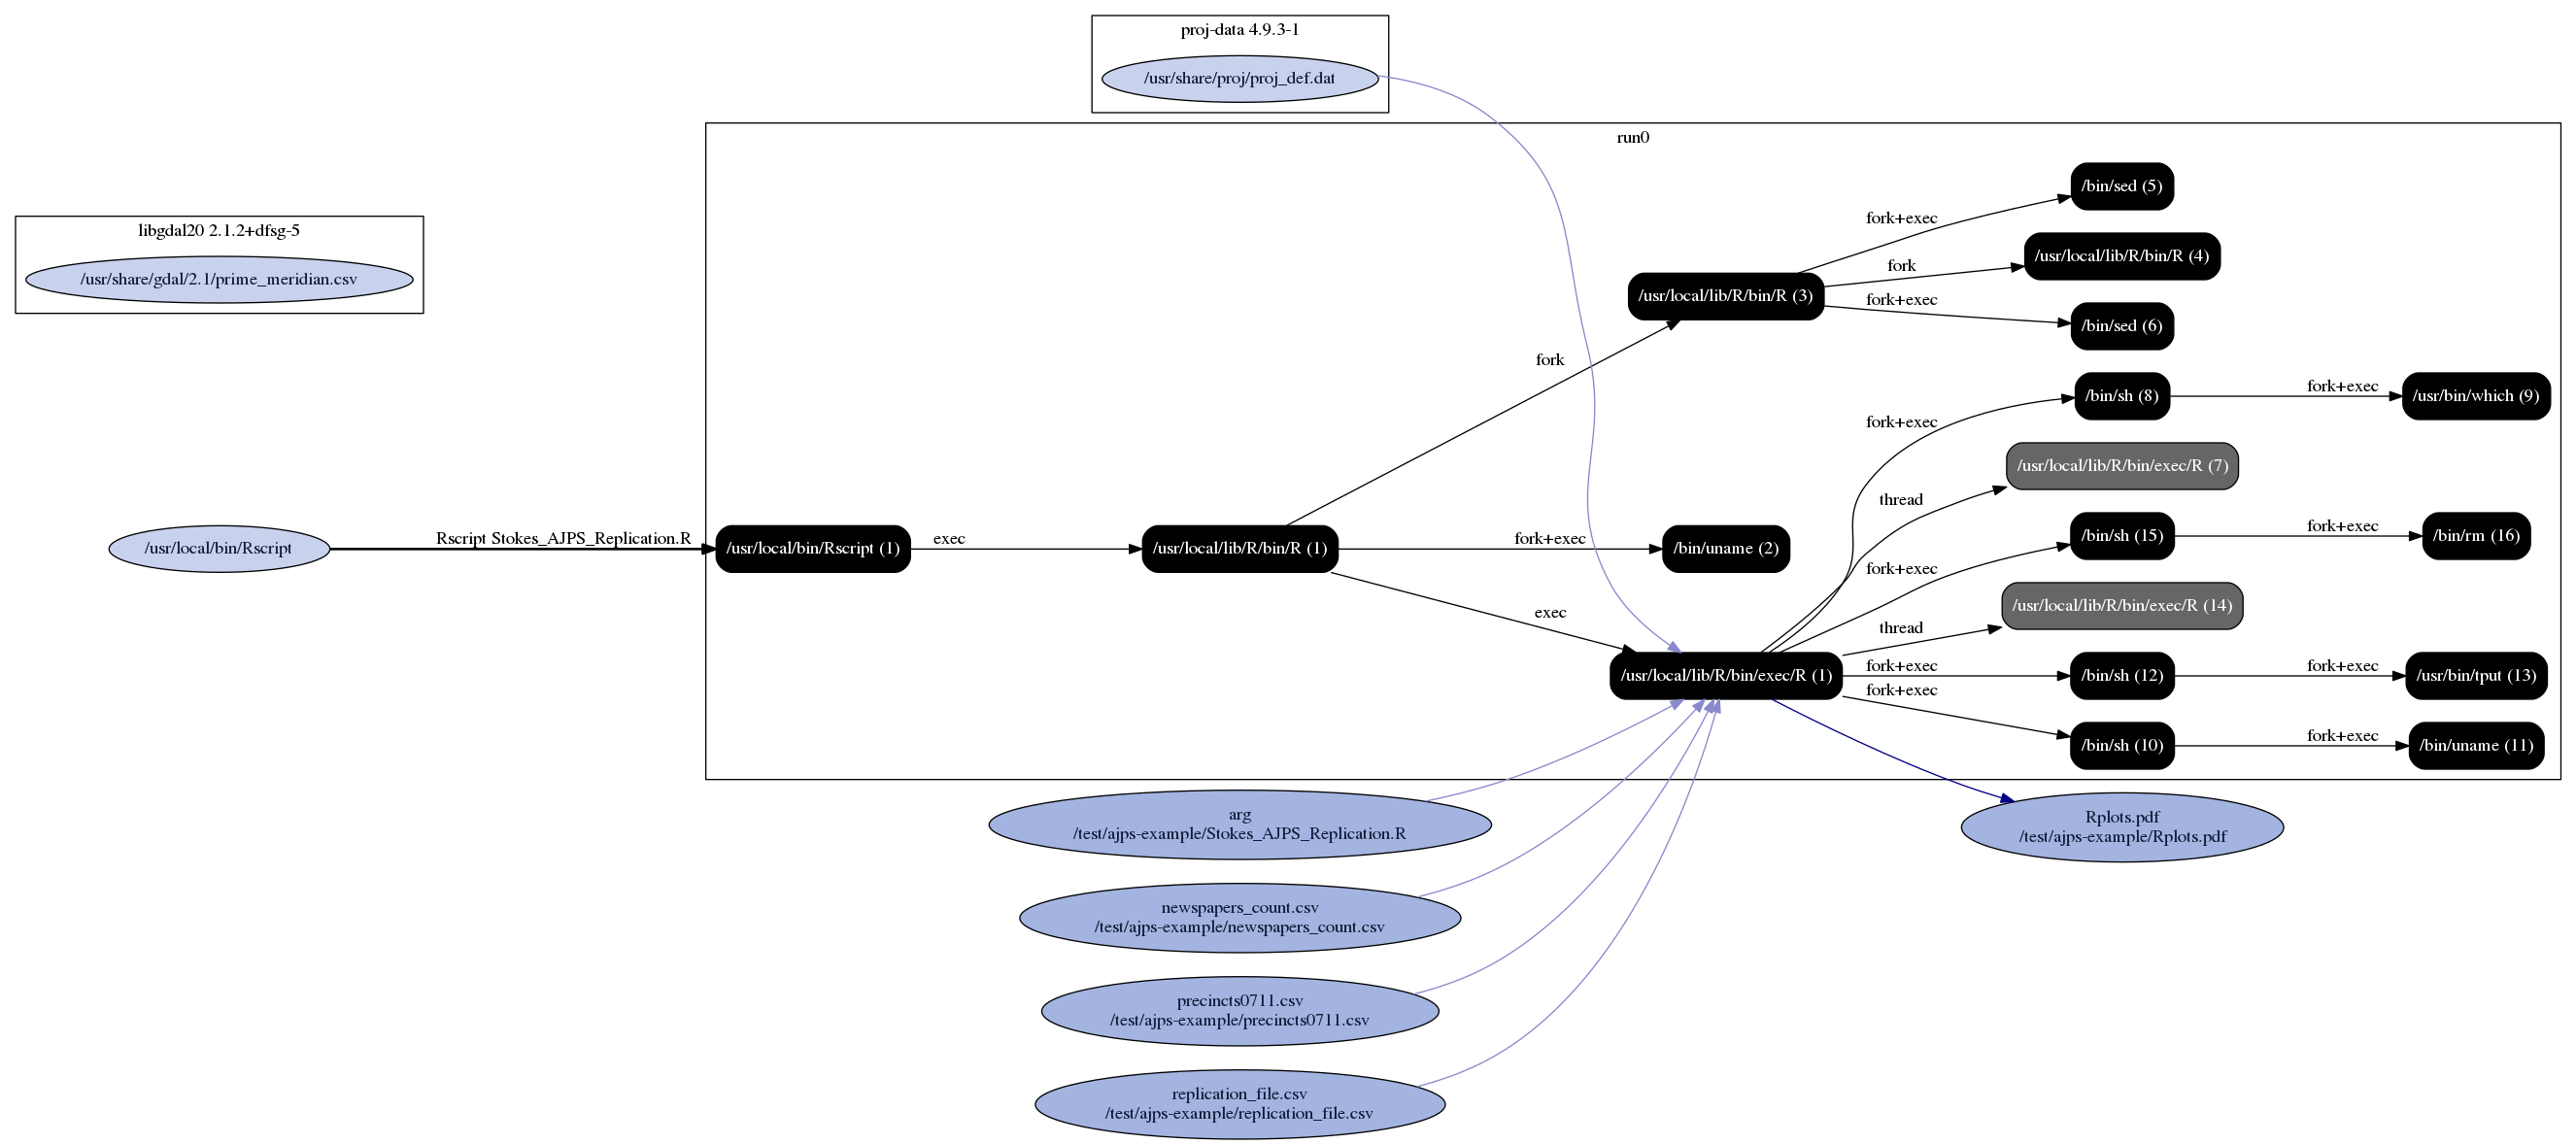 proj-data 4.9.3-1
/usr/share/proj/proj_def.dat
run0
libgdal20 2.1.2+dfsg-5
/usr/share/gdal/2.1/prime_meridian.csv
/usr/local/bin/Rscript
Rscript Stokes_AJPS_Replication.R
/usr/local/bin/Rscript (1)
exec
/usr/local/lib/R/bin/R (1)
fork
fork+exec
exec
/usr/local/lib/R/bin/R (3)
/bin/uname (2)
/usr/local/lib/R/bin/exec/R (1)
fork+exec
fork
fork+exec
/bin/sed (5)
/usr/local/lib/R/bin/R (4)
/bin/sed (6)
fork+exec
thread
fork+exec
thread
fork+exec
fork+exec
/bin/sh (8)
/usr/local/lib/R/bin/exec/R (7)
/bin/sh (15)
/usr/local/lib/R/bin/exec/R (14)
/bin/sh (12)
/bin/sh (10)
fork+exec
/usr/bin/which (9)
fork+exec
/bin/rm (16)
fork+exec
/usr/bin/tput (13)
fork+exec
/bin/uname (11)
arg
/test/ajps-example/Stokes_AJPS_Replication.R
Rplots.pdf
/test/ajps-example/Rplots.pdf
newspapers_count.csv
/test/ajps-example/newspapers_count.csv
precincts0711.csv
/test/ajps-example/precincts0711.csv
replication_file.csv
/test/ajps-example/replication_file.csv